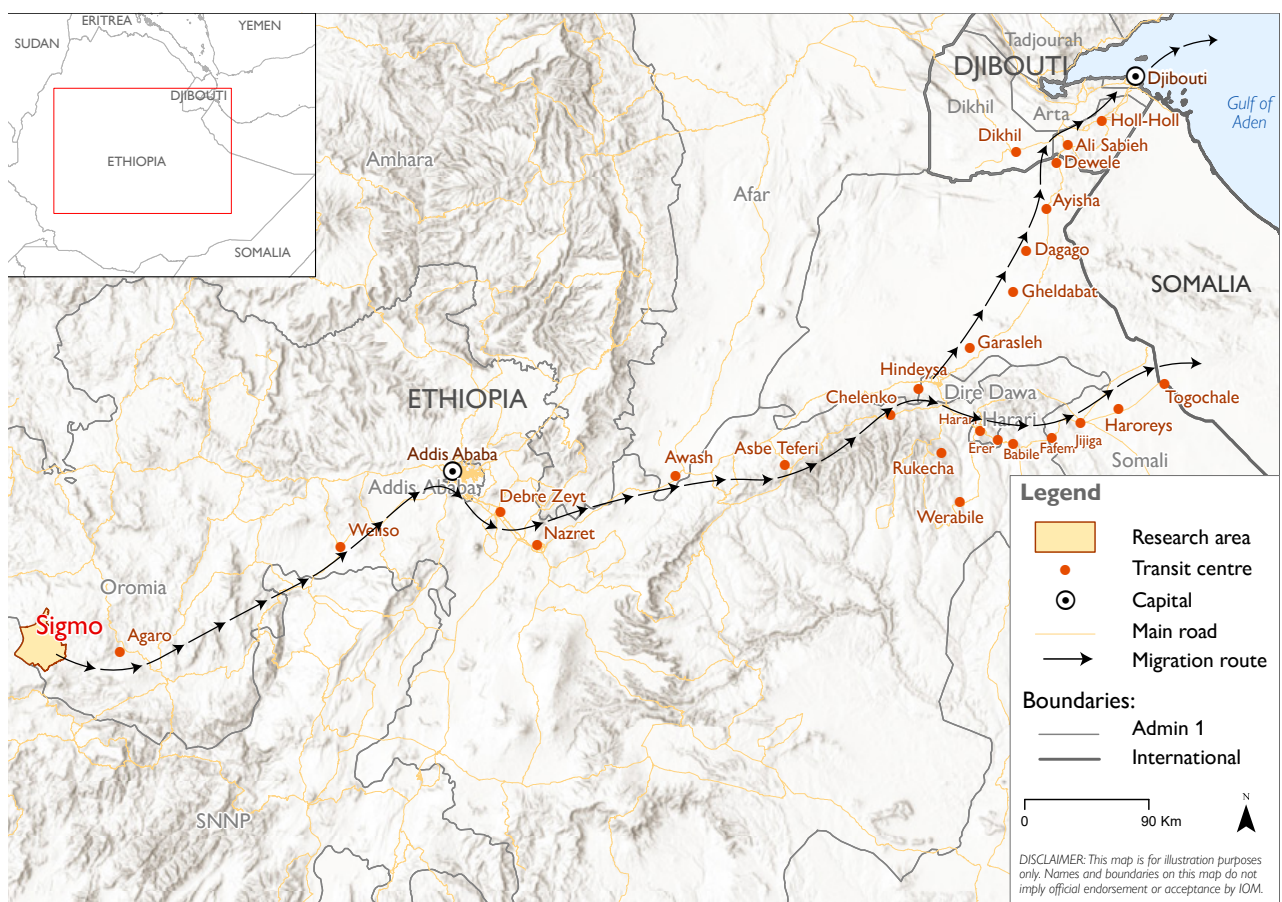 ERITREA
YEMEN
SUDAN
DJIBOUTI
ETHIOPIA
SOMALIA
Tadjourah
DJIBOUTI
Djibouti
Dikhil
Arta
Gulf of
Aden
Holl-Holl
Dikhil
Ali Sabieh
Dewele
Amhara
Afar
Ayisha
Dagago
SOMALIA
Gheldabat
Garasleh
Hindeysa
ETHIOPIA
Chelenko
Dire Dawa
Togochale
Harar
Harari
Haroreys
Erer
Babile
Fafem
Jijiga
Somali
Addis Ababa
Addis Ababa
Awash
Asbe Teferi
Rukecha
Debre Zeyt
Werabile
Weliso
Nazret
Oromia
Sigmo
Agaro
SNNP
Legend
Research area
Transit centre
Capital
Main road
Migration route
Boundaries:
Admin 1
International
N
0 90 Km
DISCLAIMER: This map is for illustration purposes
only. Names and boundaries on this map do not
imply official endorsement or acceptance by IOM.